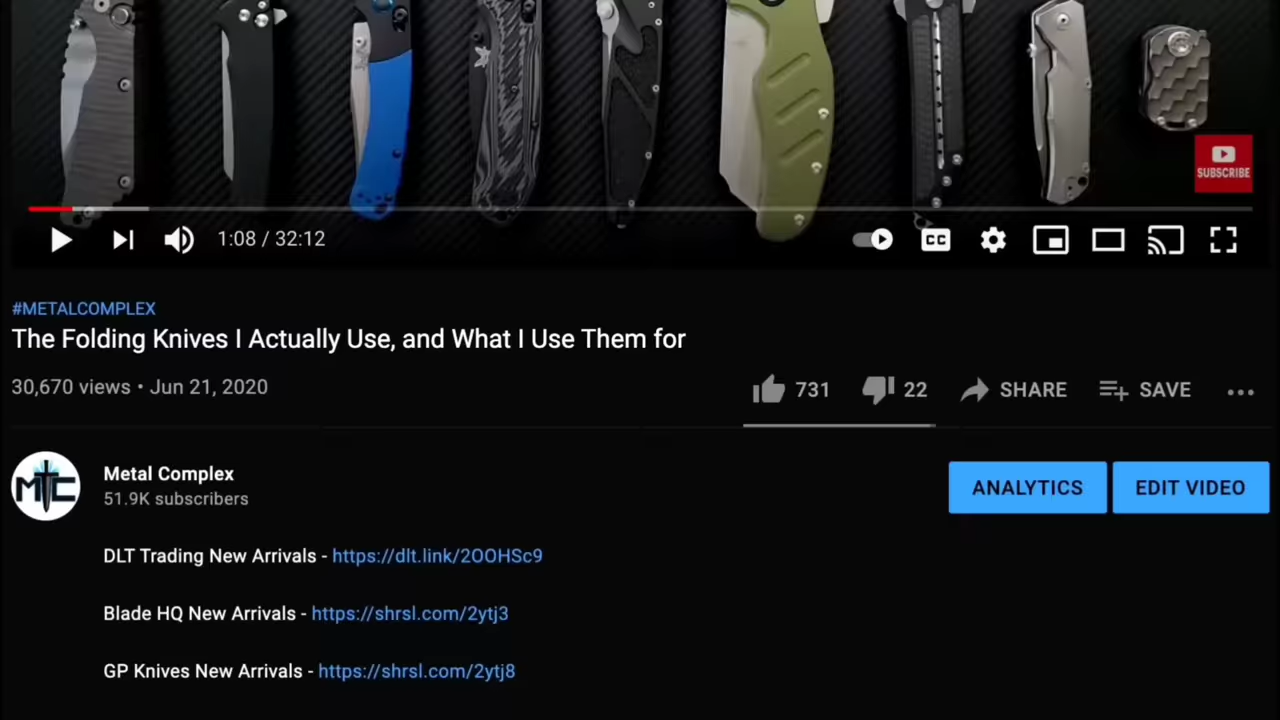 SUBSCRIBE
1:08 / 32:12
CC
#METALCOMPLEX
The Folding Knives I Actually Use, and What I Use Them for
30,670 views • Jun 21, 2020
731 22 SHARE SAVE
MTC
Metal Complex
51.9K subscribers
ANALYTICS EDIT VIDEO
DLT Trading New Arrivals - https://dlt.link/2OOHSc9
Blade HQ New Arrivals - https://shrsl.com/2ytj3
GP Knives New Arrivals - https://shrsl.com/2ytj8